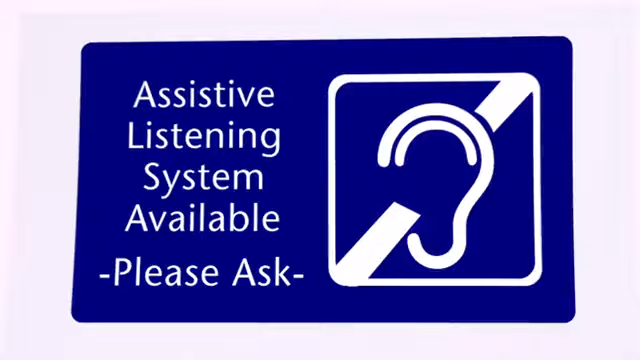 Assistive
Listening
System
Available
-Please Ask-